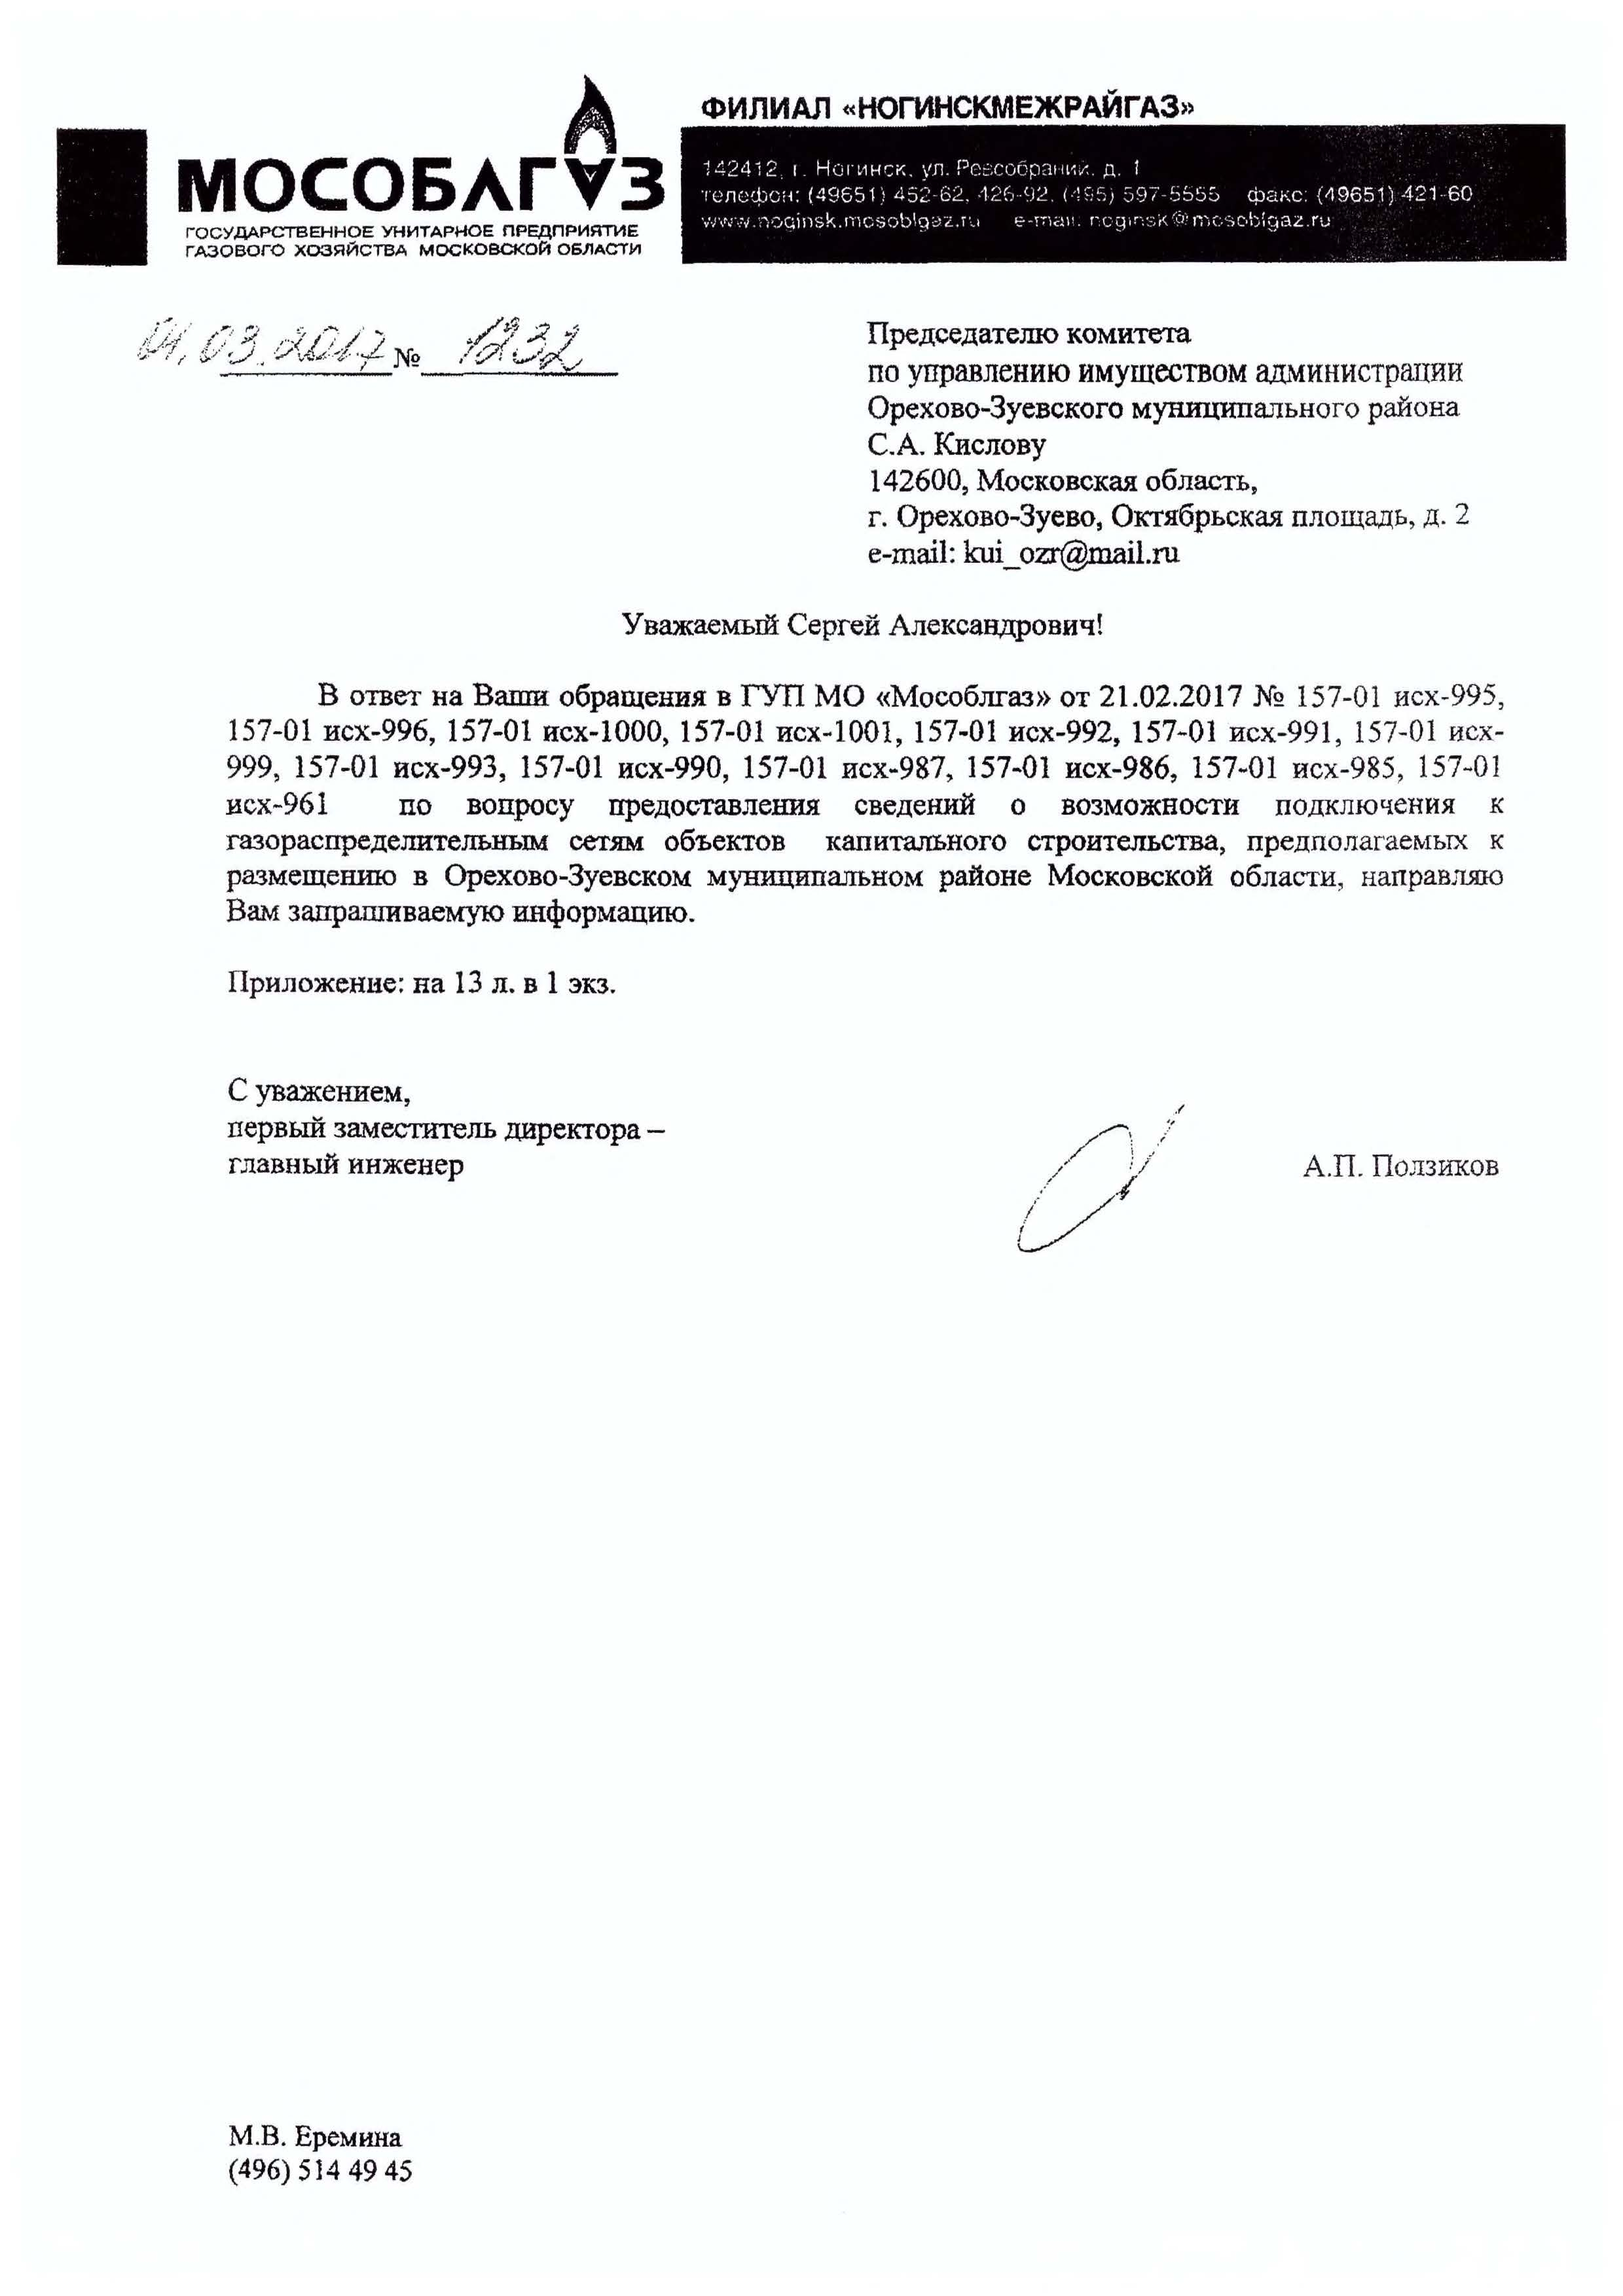 МОСОБЛГАЗ
ГОСУДАРСТВЕННОЕ УНИТАРНОЕ ПРЕДПРИЯТИЕ
ГАЗОВОГО ХОЗЯЙСТВА МОСКОВСКОЙ ОБЛАСТИ
ФИЛИАЛ «НОГИНСКМЕЖРАЙГАЗ»
142412, г. Ногинск, ул. Ревсобраний, д. 1
телефон: (49651) 452-62, 426-92, (495) 597-5555 факс: (49651) 421-60
www.noginsk.mosoblgaz.ru e-mail: noginsk@mosoblgaz.ru
01.03.2017 № 1232
Председателю комитета
по управлению имуществом администрации
Орехово-Зуевского муниципального района
С.А. Кислову
142600, Московская область,
г. Орехово-Зуево, Октябрьская площадь, д. 2
e-mail: kui_ozr@mail.ru
Уважаемый Сергей Александрович!
В ответ на Ваши обращения в ГУП МО «Мособлгаз» от 21.02.2017 № 157-01 исх-995,
157-01 исх-996, 157-01 исх-1000, 157-01 исх-1001, 157-01 исх-992, 157-01 исх-991, 157-01 исх-
999, 157-01 исх-993, 157-01 исх-990, 157-01 исх-987, 157-01 исх-986, 157-01 исх-985, 157-01
исх-961 по вопросу предоставления сведений о возможности подключения к
газораспределительным сетям объектов капитального строительства, предполагаемых к
размещению в Орехово-Зуевском муниципальном районе Московской области, направляю
Вам запрашиваемую информацию.
Приложение: на 13 л. в 1 экз.
С уважением,
первый заместитель директора –
главный инженер
А.П. Ползиков
М.В. Еремина
(496) 514 49 45